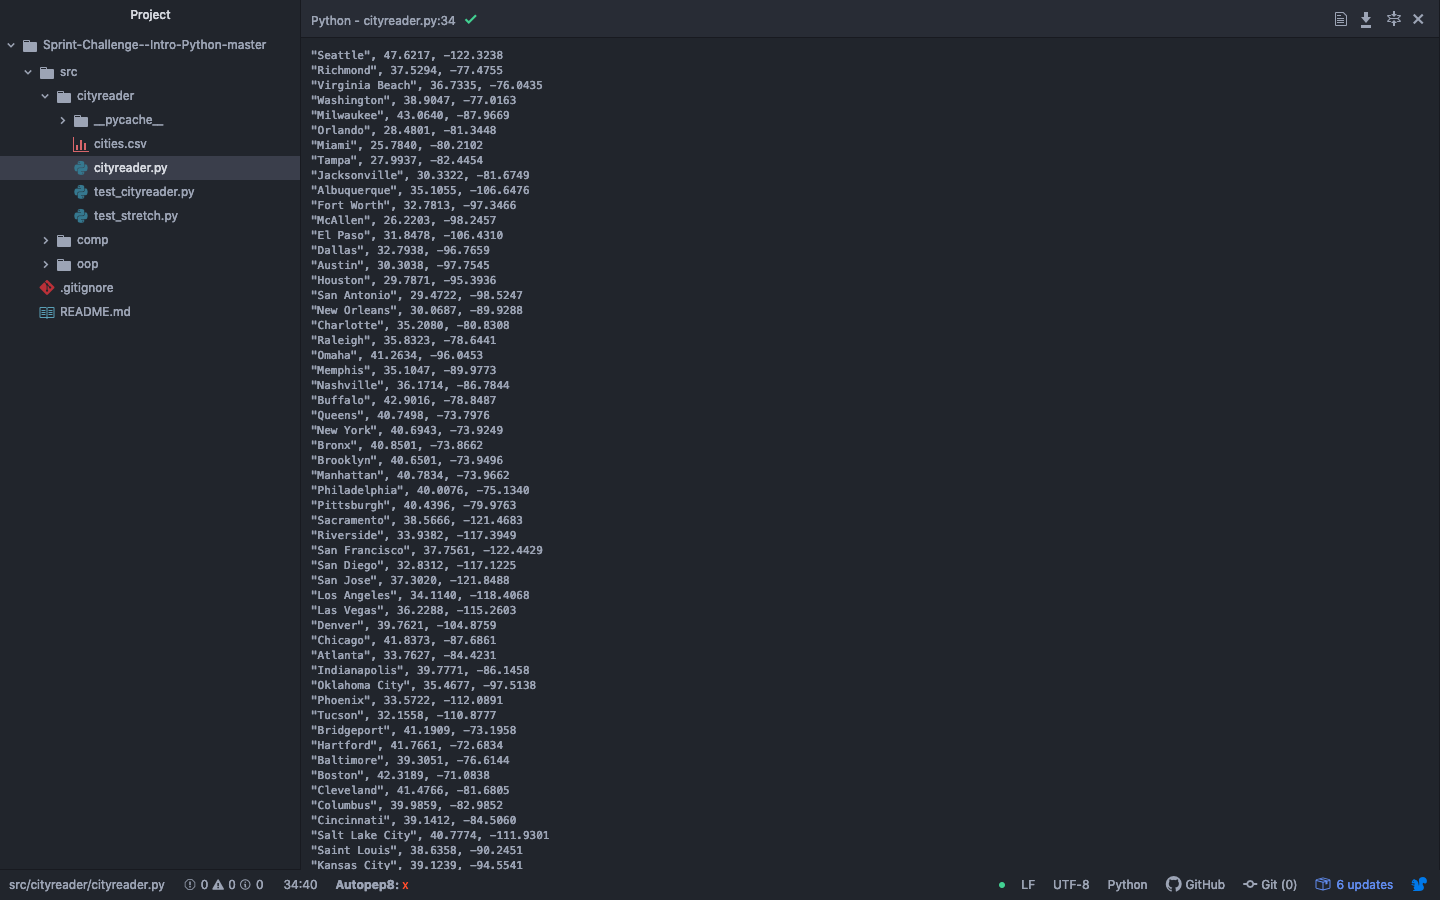 Project
Sprint-Challenge--Intro-Python-master
src
cityreader
__pycache__
cities.csv
cityreader.py
test_cityreader.py
test_stretch.py
comp
oop
.gitignore
README.md
Python - cityreader.py:34
"Seattle", 47.6217, -122.3238
"Richmond", 37.5294, -77.4755
"Virginia Beach", 36.7335, -76.0435
"Washington", 38.9047, -77.0163
"Milwaukee", 43.0640, -87.9669
"Orlando", 28.4801, -81.3448
"Miami", 25.7840, -80.2102
"Tampa", 27.9937, -82.4454
"Jacksonville", 30.3322, -81.6749
"Albuquerque", 35.1055, -106.6476
"Fort Worth", 32.7813, -97.3466
"McAllen", 26.2203, -98.2457
"El Paso", 31.8478, -106.4310
"Dallas", 32.7938, -96.7659
"Austin", 30.3038, -97.7545
"Houston", 29.7871, -95.3936
"San Antonio", 29.4722, -98.5247
"New Orleans", 30.0687, -89.9288
"Charlotte", 35.2080, -80.8308
"Raleigh", 35.8323, -78.6441
"Omaha", 41.2634, -96.0453
"Memphis", 35.1047, -89.9773
"Nashville", 36.1714, -86.7844
"Buffalo", 42.9016, -78.8487
"Queens", 40.7498, -73.7976
"New York", 40.6943, -73.9249
"Bronx", 40.8501, -73.8662
"Brooklyn", 40.6501, -73.9496
"Manhattan", 40.7834, -73.9662
"Philadelphia", 40.0076, -75.1340
"Pittsburgh", 40.4396, -79.9763
"Sacramento", 38.5666, -121.4683
"Riverside", 33.9382, -117.3949
"San Francisco", 37.7561, -122.4429
"San Diego", 32.8312, -117.1225
"San Jose", 37.3020, -121.8488
"Los Angeles", 34.1140, -118.4068
"Las Vegas", 36.2288, -115.2603
"Denver", 39.7621, -104.8759
"Chicago", 41.8373, -87.6861
"Atlanta", 33.7627, -84.4231
"Indianapolis", 39.7771, -86.1458
"Oklahoma City", 35.4677, -97.5138
"Phoenix", 33.5722, -112.0891
"Tucson", 32.1558, -110.8777
"Bridgeport", 41.1909, -73.1958
"Hartford", 41.7661, -72.6834
"Baltimore", 39.3051, -76.6144
"Boston", 42.3189, -71.0838
"Cleveland", 41.4766, -81.6805
"Columbus", 39.9859, -82.9852
"Cincinnati", 39.1412, -84.5060
"Salt Lake City", 40.7774, -111.9301
"Saint Louis", 38.6358, -90.2451
"Kansas City", 39.1239, -94.5541
src/cityreader/cityreader.py 0 0 0 34:40 Autopep8: x LF UTF-8 Python GitHub Git (0) 6 updates